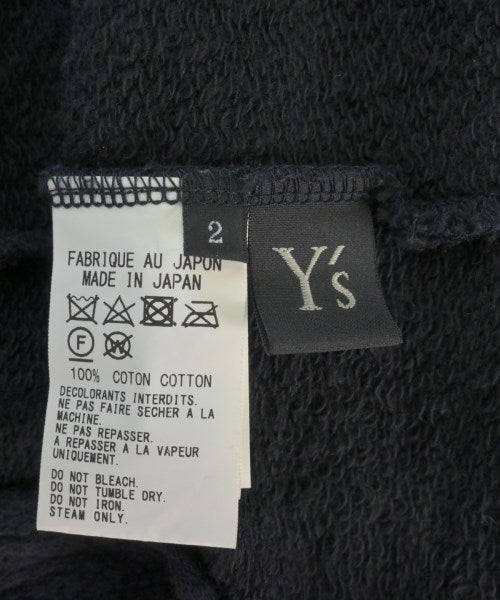 2
Y's
FABRIQUE AU JAPON
MADE IN JAPAN
F W
100% COTON COTTON
DECOLORANTS INTERDITS.
NE PAS FAIRE SECHER A LA
MACHINE.
NE PAS REPASSER.
A REPASSER A LA VAPEUR
UNIQUEMENT.
DO NOT BLEACH.
DO NOT TUMBLE DRY.
DO NOT IRON.
STEAM ONLY.